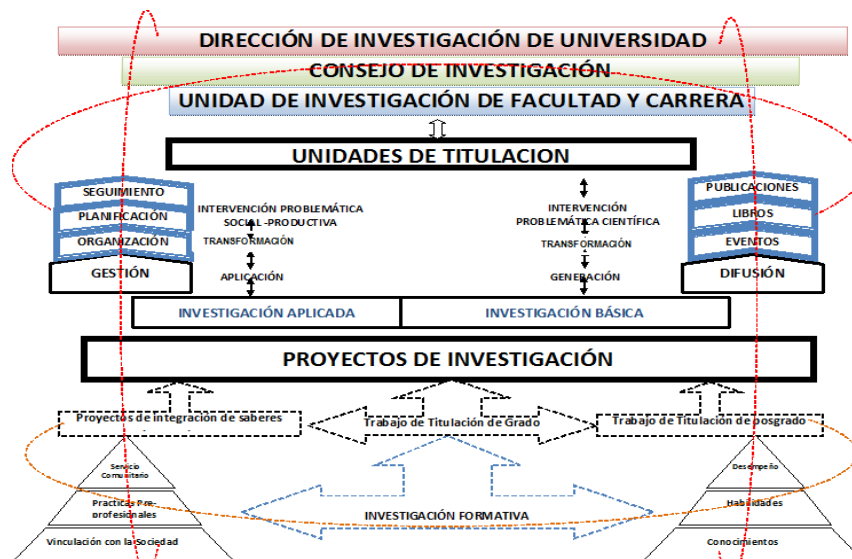 DIRECCIÓN DE INVESTIGACIÓN DE UNIVERSIDAD
CONSEJO DE INVESTIGACIÓN
UNIDAD DE INVESTIGACIÓN DE FACULTAD Y CARRERA
UNIDADES DE TITULACION
SEGUIMIENTO
PLANIFICACIÓN
ORGANIZACIÓN
GESTIÓN
INTERVENCIÓN PROBLEMÁTICA
SOCIAL -PRODUCTIVA
TRANSFORMACIÓN
APLICACIÓN
INTERVENCIÓN
PROBLEMÁTICA CIENTÍFICA
TRANSFORMACIÓN
GENERACIÓN
PUBLICACIONES
LIBROS
EVENTOS
DIFUSIÓN
INVESTIGACIÓN APLICADA
INVESTIGACIÓN BÁSICA
PROYECTOS DE INVESTIGACIÓN
Proyectos de integración de saberes
Trabajo de Titulación de Grado
Trabajo de Titulación de posgrado
Servicio
Comunitario
Practicas Pre-
profesionales
Vinculación con la Sociedad
INVESTIGACIÓN FORMATIVA
Desempeño
Habilidades
Conocimientos